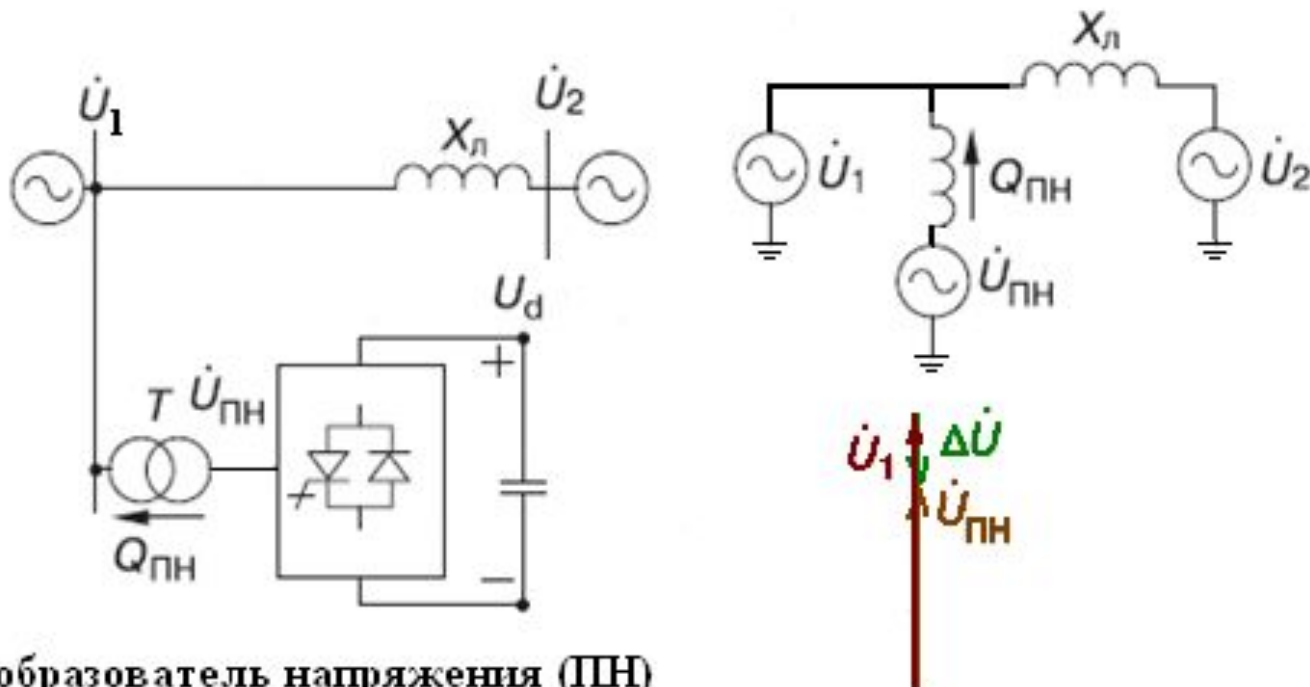 U̇1
Xл
U̇2
Ud
+
T
U̇ПН
QПН
−
образователь напряжения (ПН)
Xл
U̇1
QПН
U̇2
U̇ПН
U̇1
ΔU̇
U̇ПН